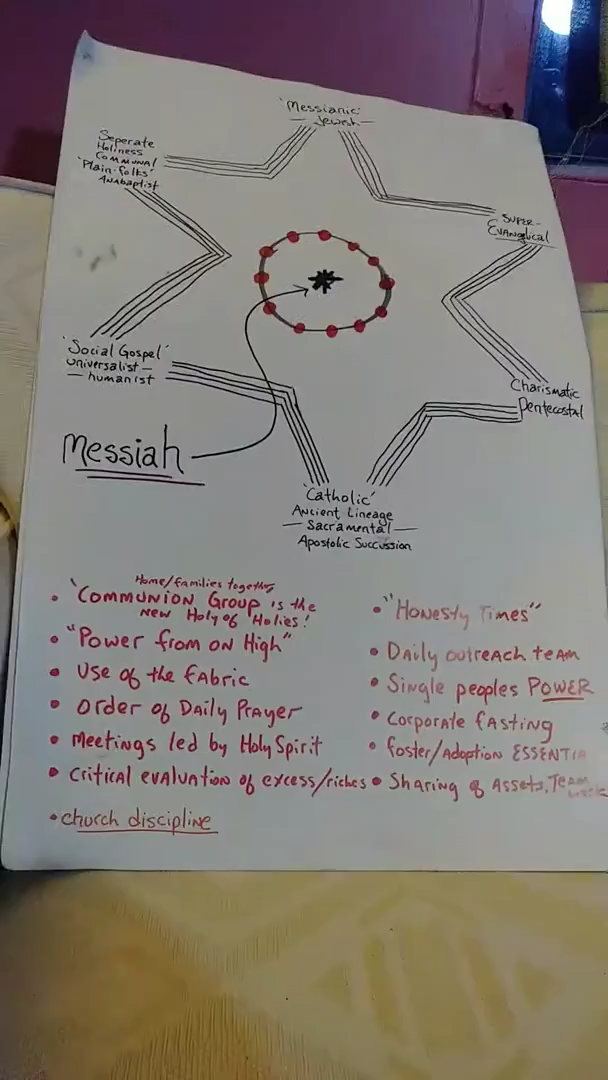 'Messianic'
Jewish
Seperate
Holiness
Communal
'Plain-folks'
Anabaptist
Super-
Evanglical
'Social Gospel'
Universalist
humanist
Charismatic
Pentecostal
Messiah
'Catholic'
Ancient Lineage
Sacramental
Apostolic Succussion
Home/families together
• 'Communion Group is the
new Holy of Holies!
• "Power from on High"
• Use of the fabric
• Order of Daily Prayer
• Meetings led by Holy Spirit
• Critical evaluation of excess/riches
• church discipline
• "Honesty Times"
• Daily outreach team
• Single peoples POWER
• Corporate fasting
• foster/Adoption ESSENTIA
• Sharing of Assets, Team